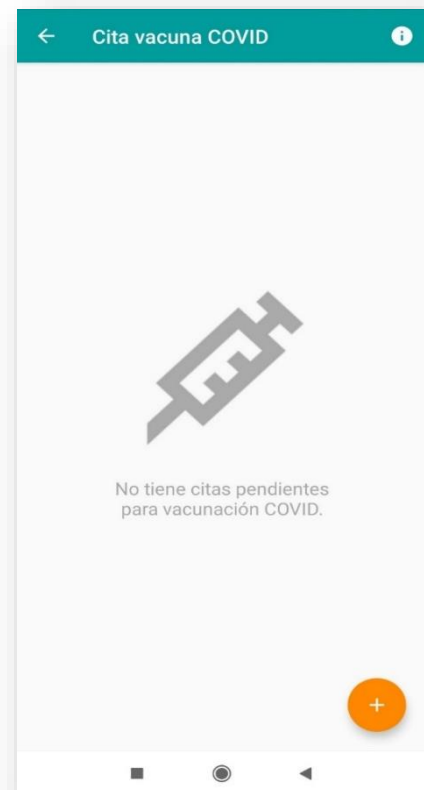 Cita vacuna COVID
No tiene citas pendientes
para vacunación COVID.